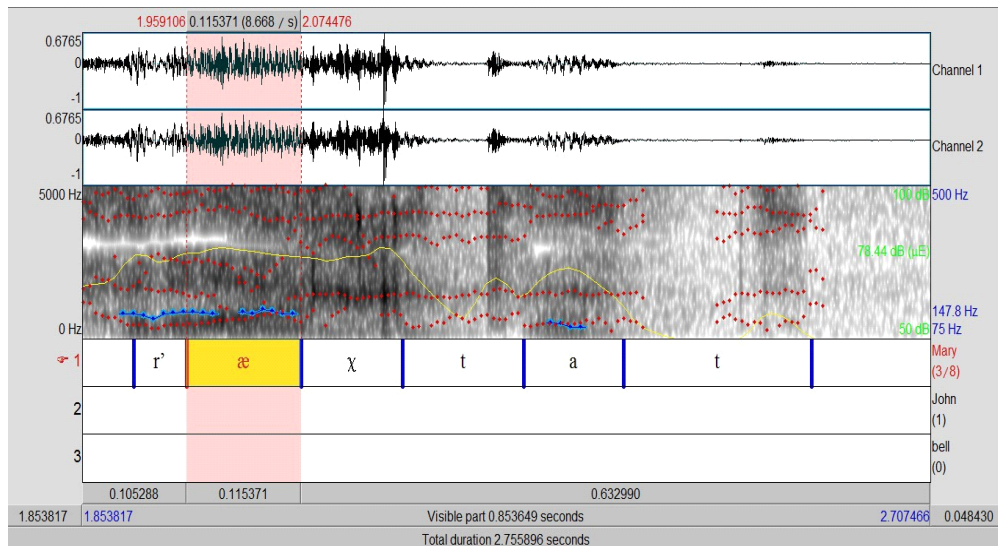 1.959106 0.115371 (8.668 / s) 2.074476
0.6765
0
-1
Channel 1
0.6765
0
-1
Channel 2
5000 Hz 100 dB 500 Hz
78.44 dB (µE)
147.8 Hz
0 Hz 50 dB 75 Hz
1 r’ æ χ t a t Mary
(3/8)
2 John
(1)
3 bell
(0)
0.105288 0.115371 0.632990
1.853817 1.853817 Visible part 0.853649 seconds 2.707466 0.048430
Total duration 2.755896 seconds